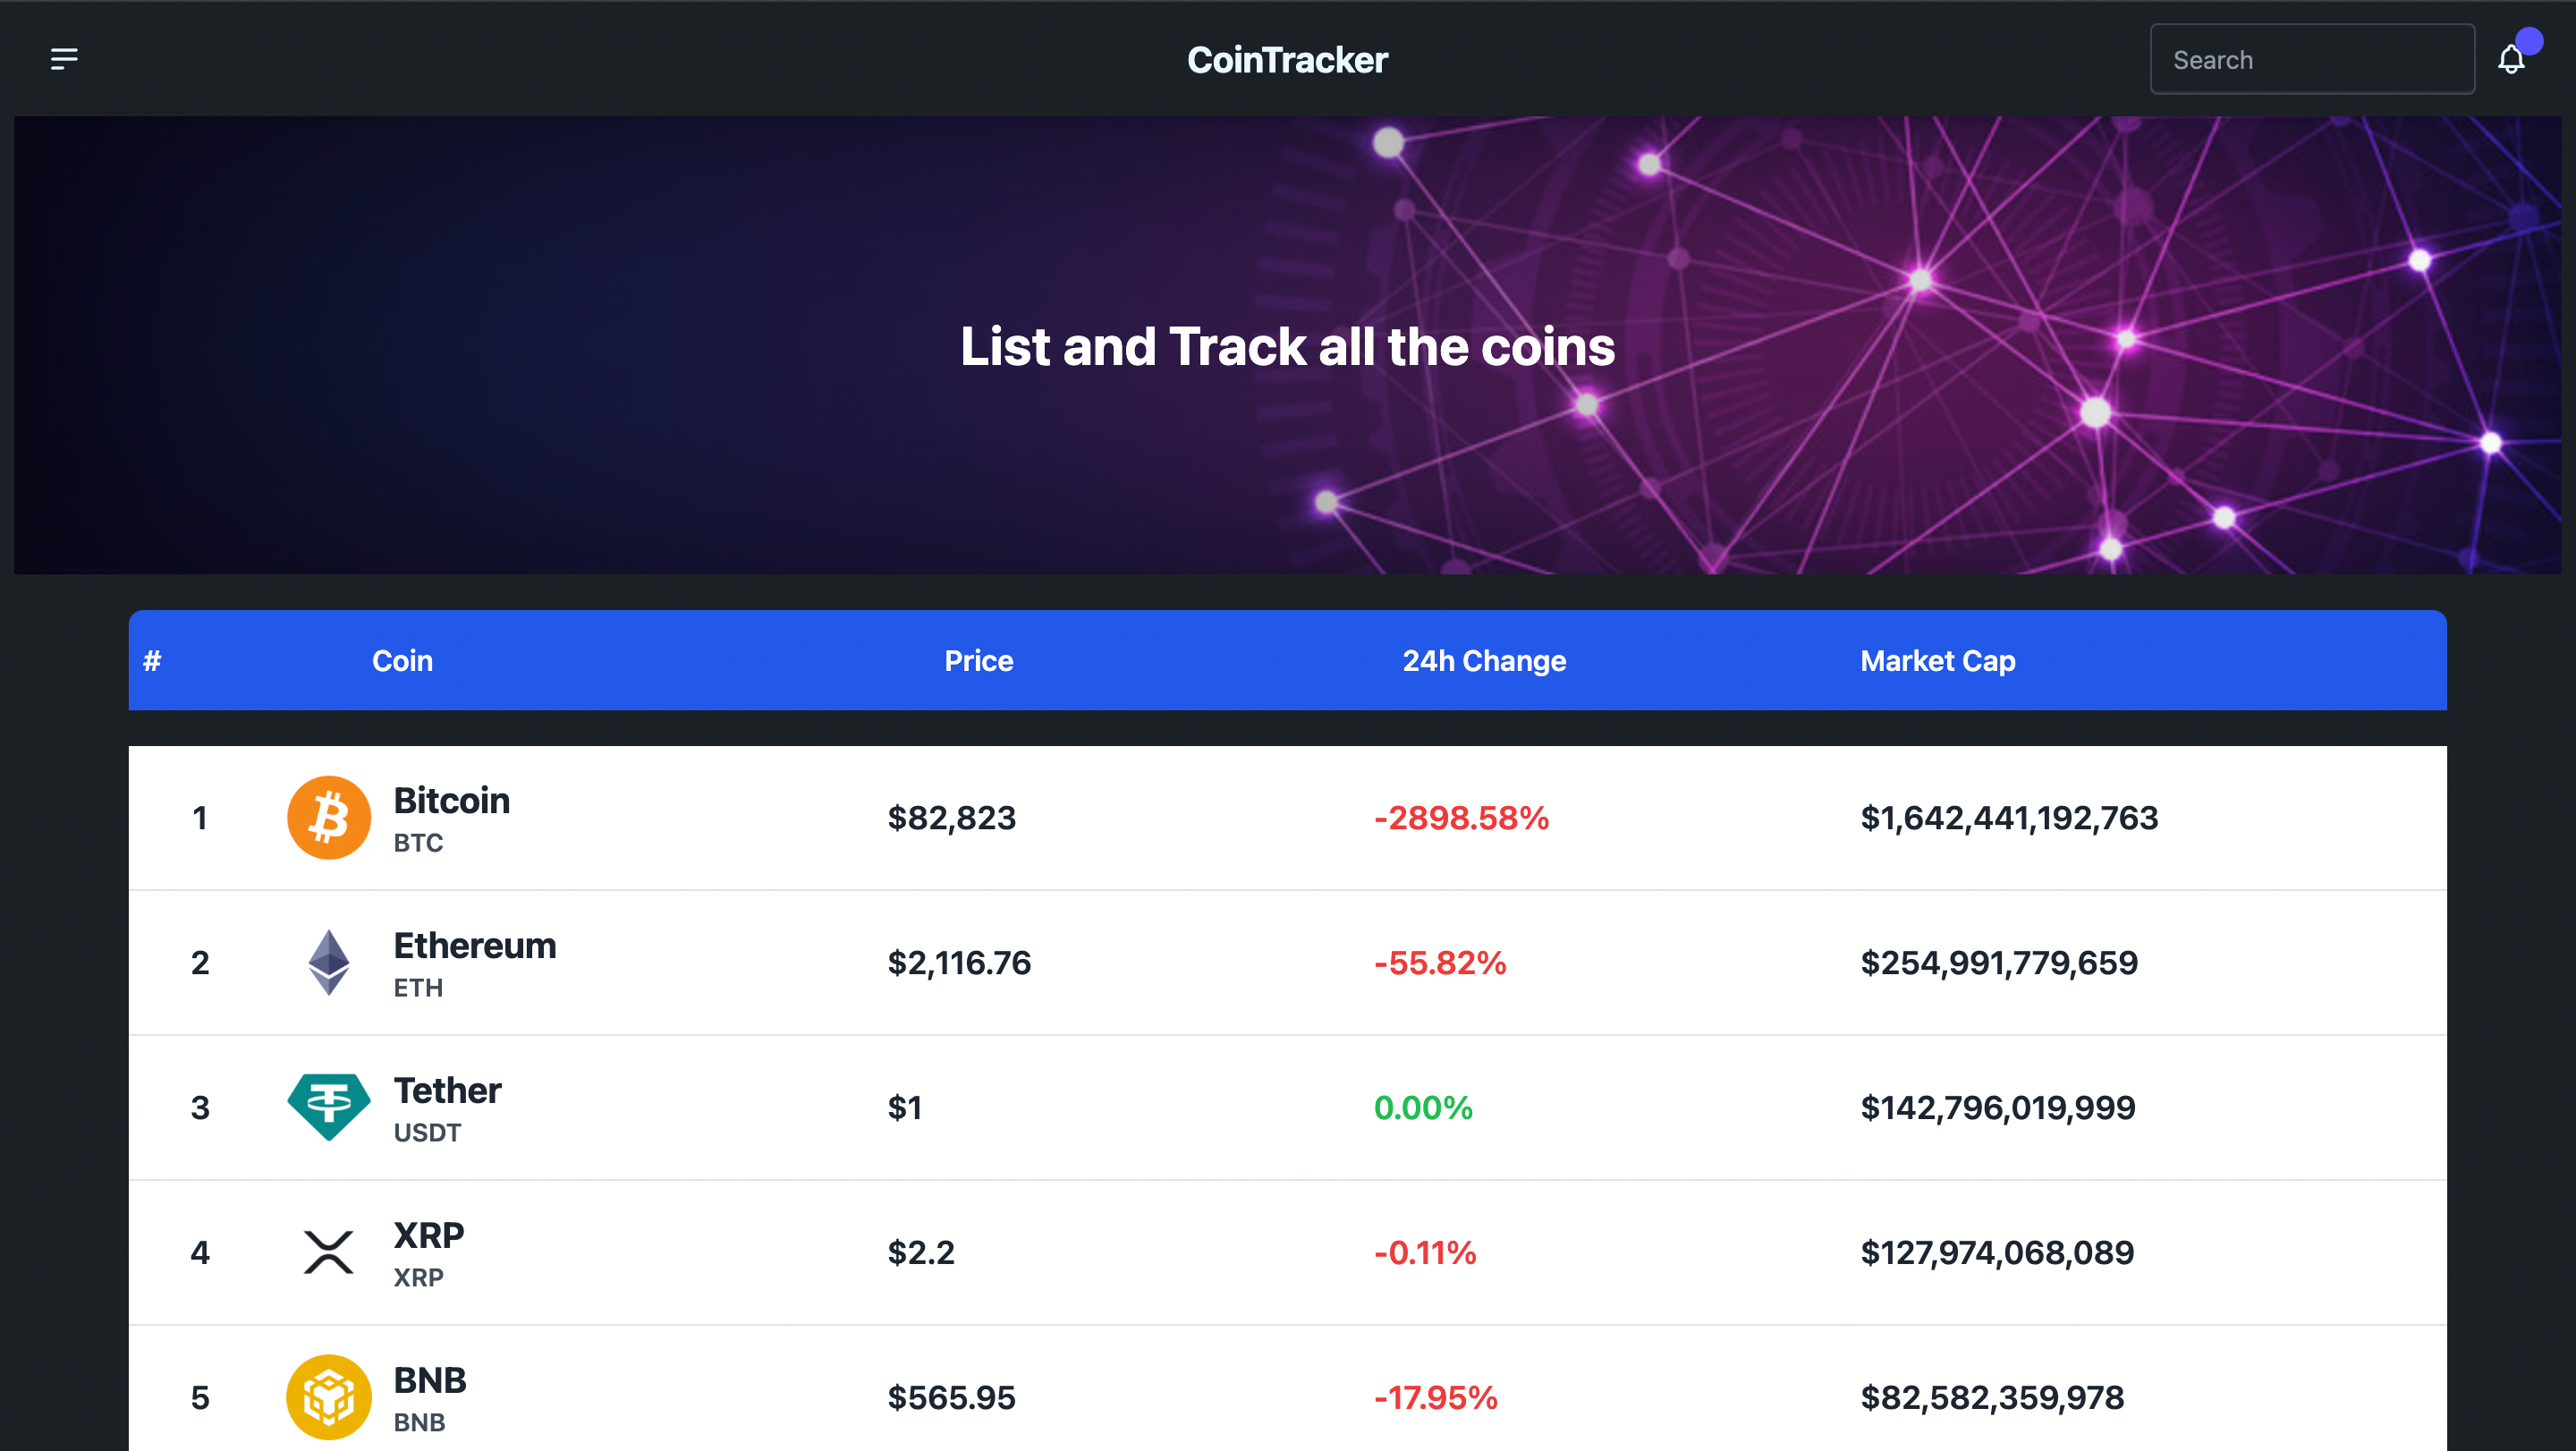 CoinTracker
Search
List and Track all the coins
# Coin Price 24h Change Market Cap
1 Bitcoin $82,823 -2898.58% $1,642,441,192,763
BTC
2 Ethereum $2,116.76 -55.82% $254,991,779,659
ETH
3 Tether $1 0.00% $142,796,019,999
USDT
4 XRP $2.2 -0.11% $127,974,068,089
XRP
5 BNB $565.95 -17.95% $82,582,359,978
BNB